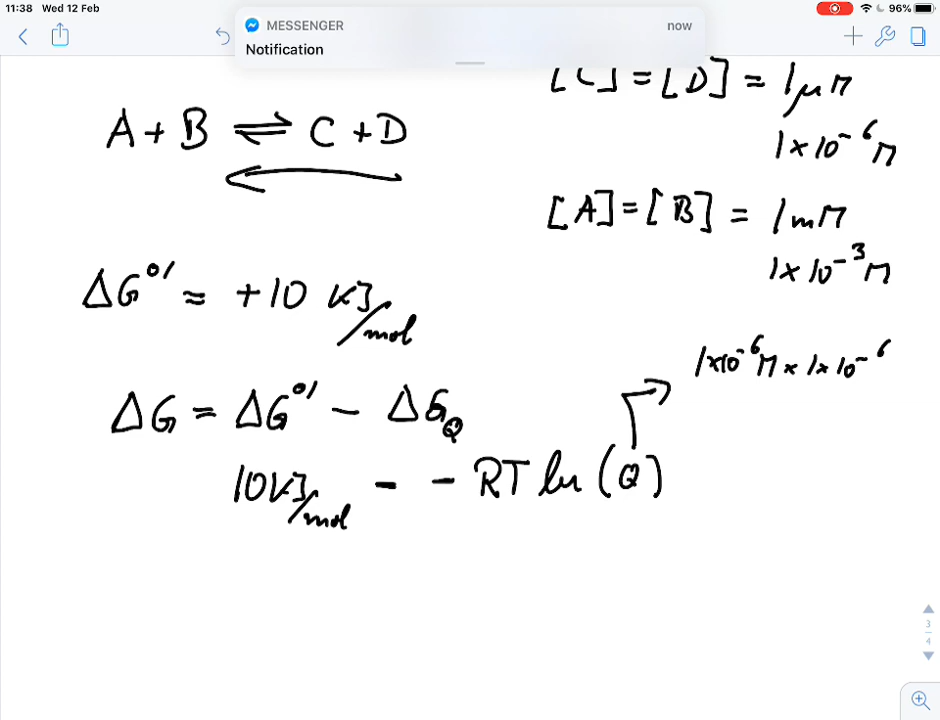 11:38 Wed 12 Feb
96%
MESSENGER now
Notification
[C] = [D] = 1μM
1×10⁻⁶M
A + B ⇌ C + D
[A] = [B] = 1mM
1×10⁻³M
ΔG°' ≈ +10 kJ/mol
1×10⁻⁶M × 1×10⁻⁶
ΔG = ΔG°' − ΔG_Q
10kJ/mol − − RT ln (Q)
3
4